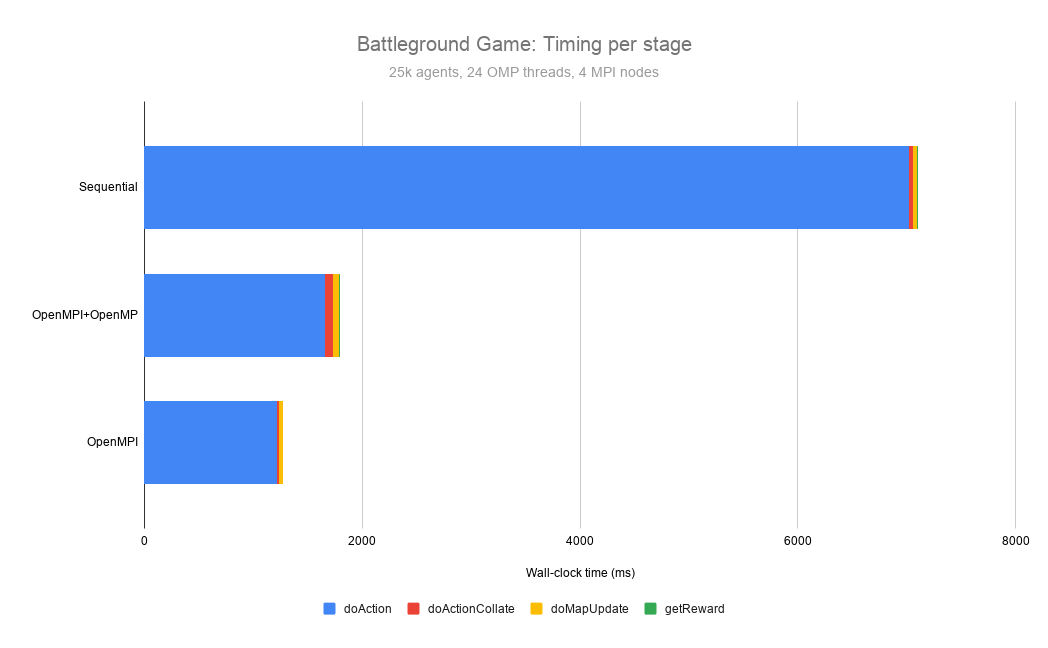 Battleground Game: Timing per stage
25k agents, 24 OMP threads, 4 MPI nodes
Sequential
OpenMPI+OpenMP
OpenMPI
0 2000 4000 6000 8000
Wall-clock time (ms)
doAction doActionCollate doMapUpdate getReward